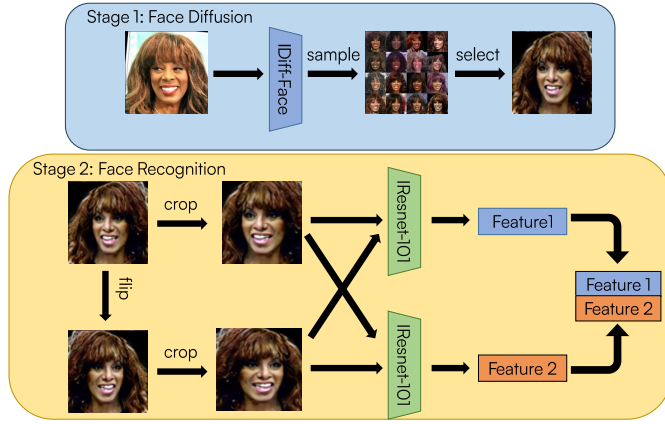 Stage 1: Face Diffusion
IDiff-Face
sample
select
Stage 2: Face Recognition
crop
IResnet-101
Feature1
flip
Feature 1
Feature 2
crop
IResnet-101
Feature 2